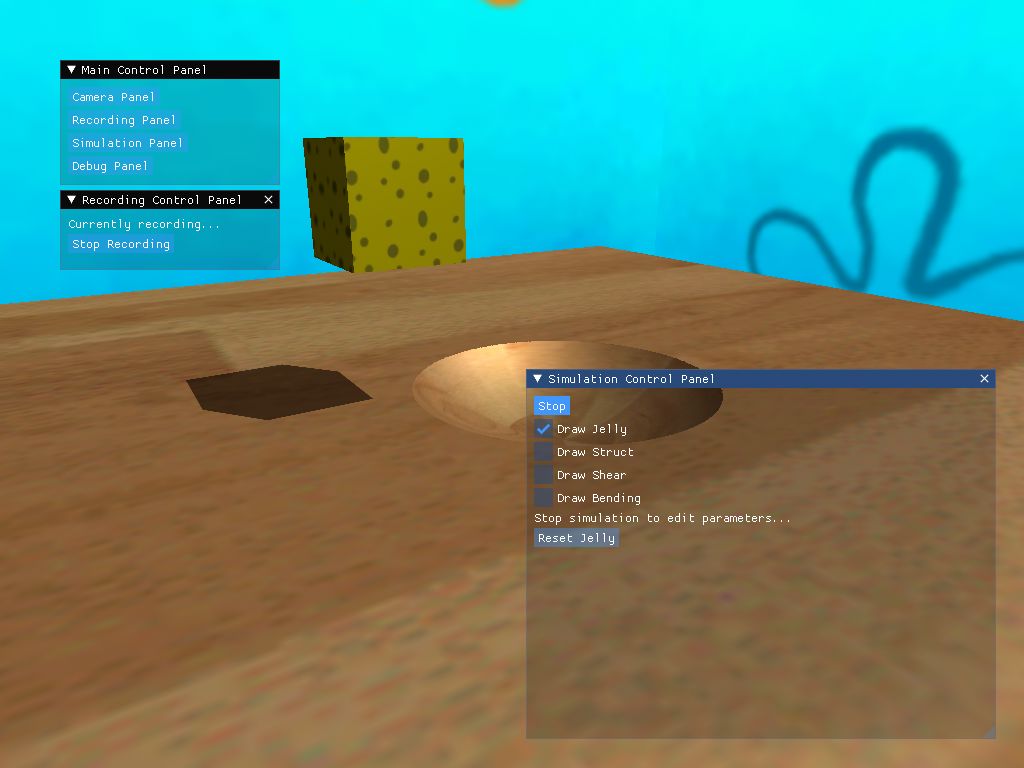 Main Control Panel
Camera Panel
Recording Panel
Simulation Panel
Debug Panel
Recording Control Panel
Currently recording...
Stop Recording
Simulation Control Panel
Stop
Draw Jelly
Draw Struct
Draw Shear
Draw Bending
Stop simulation to edit parameters...
Reset Jelly